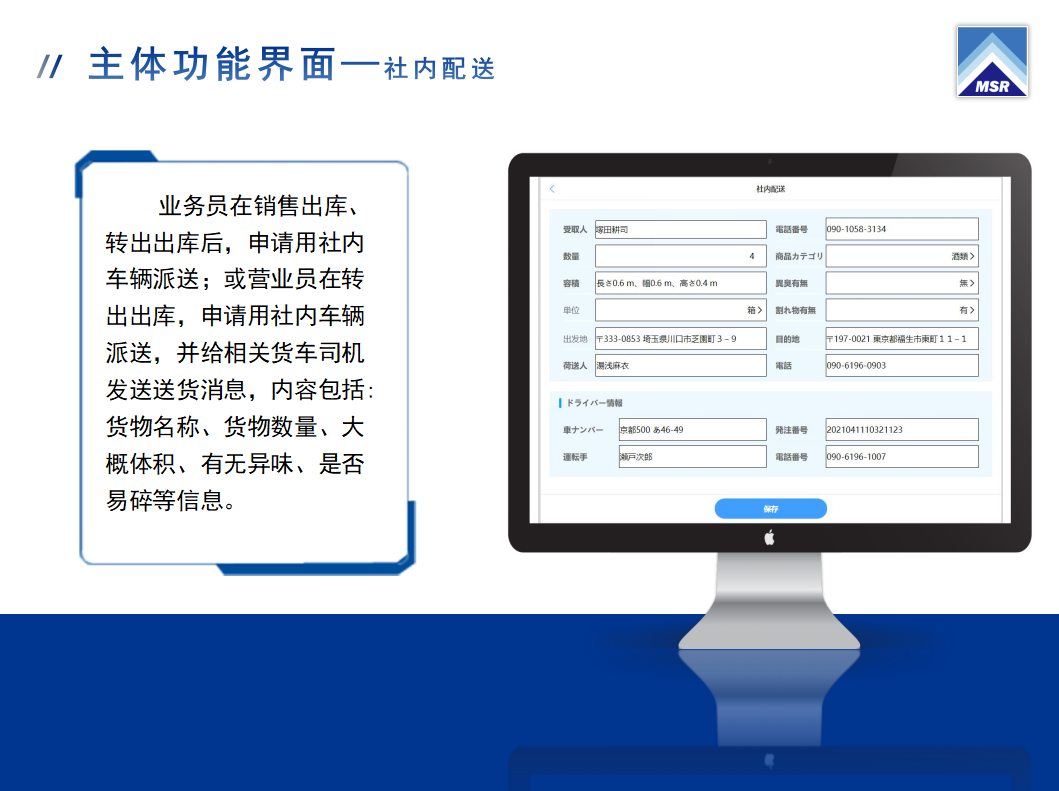 // 主体功能界面—社内配送
MSR
业务员在销售出库、
转出出库后，申请用社内
车辆派送；或营业员在转
出出库，申请用社内车辆
派送，并给相关货车司机
发送送货消息，内容包括：
货物名称、货物数量、大
概体积、有无异味、是否
易碎等信息。
社内配送
受取人 塚田耕司 電話番号 090-1058-3134
数量 4 商品カテゴリ 酒類
容積 長さ0.6 m、幅0.6 m、高さ0.4 m 異臭有無 無
単位 箱 割れ物有無 有
出发地 〒333-0853 埼玉県川口市芝園町３−９ 目的地 〒197-0021 東京都福生市東町１１−１
荷送人 湯浅麻衣 電話 090-6196-0903
ドライバー情報
車ナンバー 京都500 あ46-49 発注番号 2021041110321123
運転手 瀬戸次郎 電話番号 090-6196-1007
保存